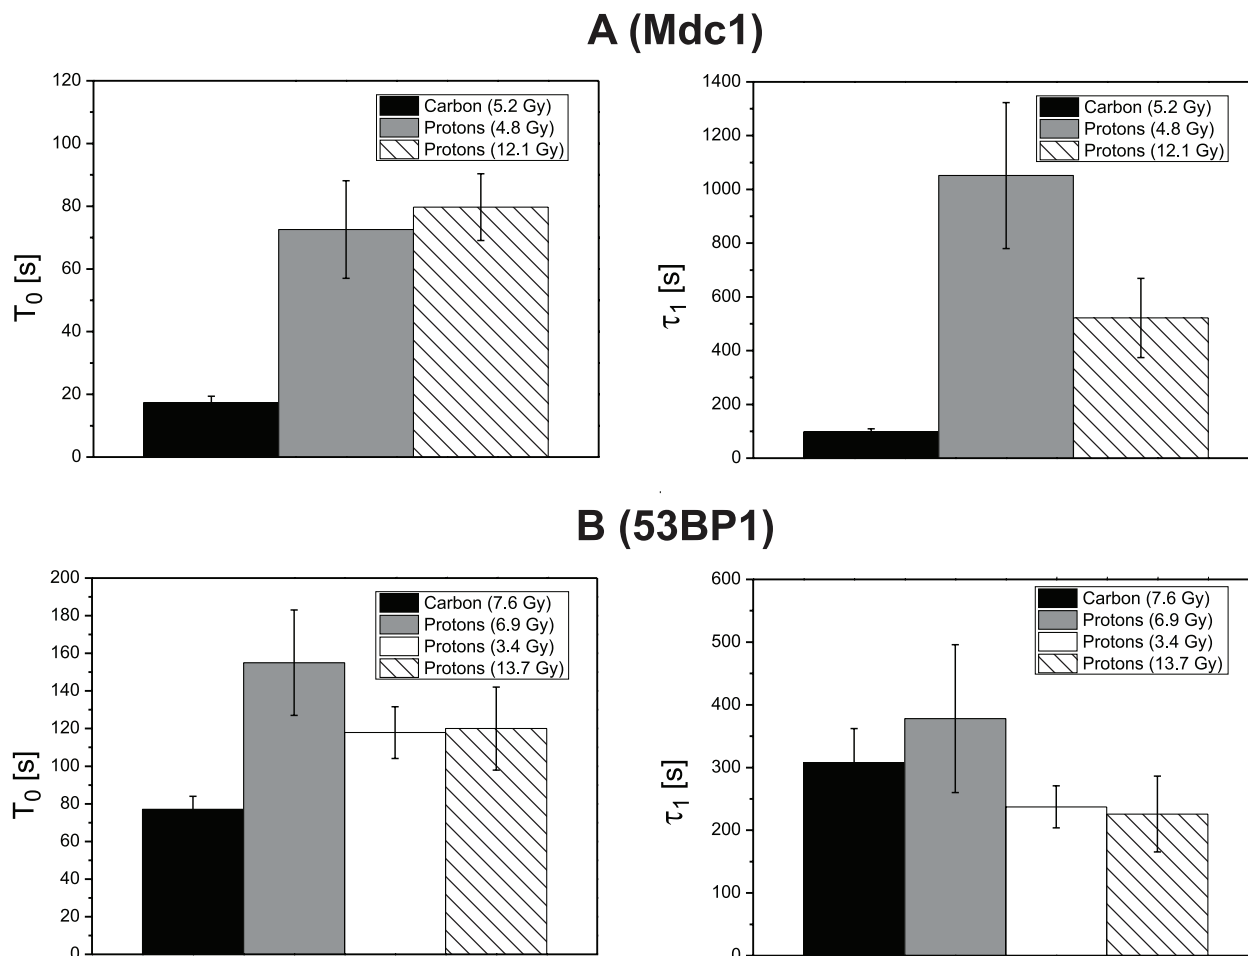 A (Mdc1)
120
100
80
60
40
20
0
T0 [s]
Carbon (5.2 Gy)
Protons (4.8 Gy)
Protons (12.1 Gy)
1400
1200
1000
800
600
400
200
0
τ1 [s]
Carbon (5.2 Gy)
Protons (4.8 Gy)
Protons (12.1 Gy)
B (53BP1)
200
180
160
140
120
100
80
60
40
20
0
T0 [s]
Carbon (7.6 Gy)
Protons (6.9 Gy)
Protons (3.4 Gy)
Protons (13.7 Gy)
600
500
400
300
200
100
0
τ1 [s]
Carbon (7.6 Gy)
Protons (6.9 Gy)
Protons (3.4 Gy)
Protons (13.7 Gy)